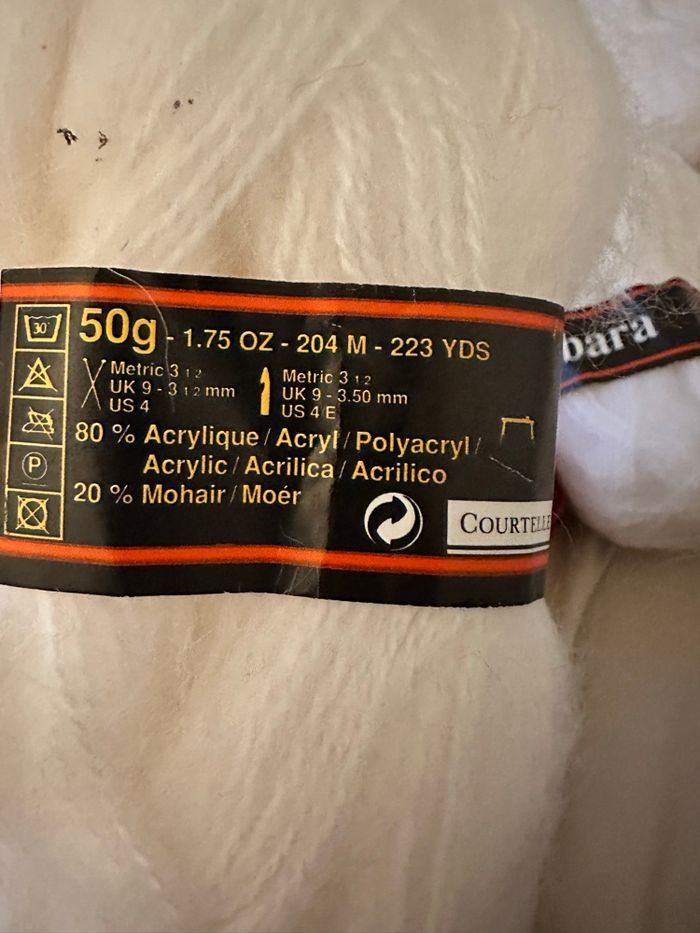 30°
50g - 1.75 OZ - 204 M - 223 YDS
Metric 3 1 2
UK 9 - 3 1 2 mm
US 4
Metric 3 1 2
UK 9 - 3.50 mm
US 4 E
80 % Acrylique / Acryl / Polyacryl /
Acrylic / Acrilica / Acrilico
20 % Mohair / Moér
P
COURTELLE
bara